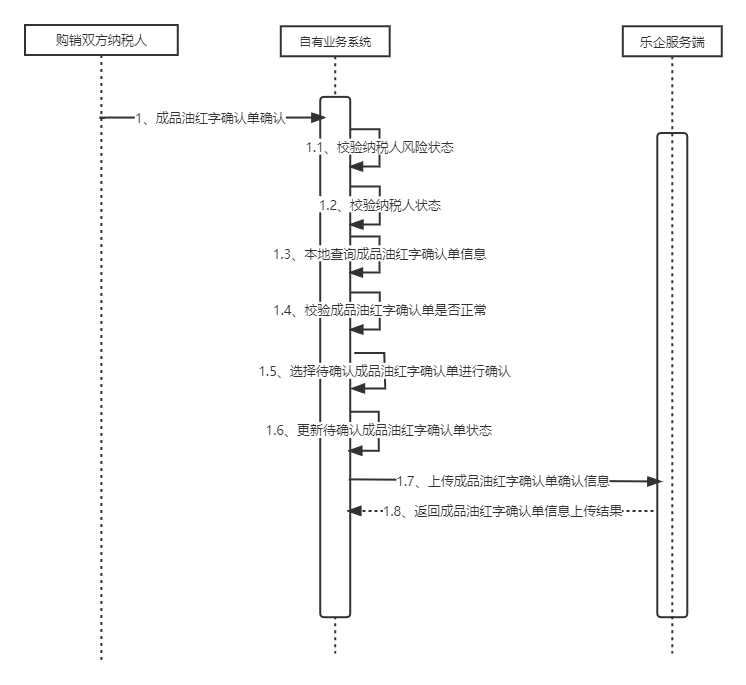 购销双方纳税人
自有业务系统
乐企服务端
1、成品油红字确认单确认
1.1、校验纳税人风险状态
1.2、校验纳税人状态
1.3、本地查询成品油红字确认单信息
1.4、校验成品油红字确认单是否正常
1.5、选择待确认成品油红字确认单进行确认
1.6、更新待确认成品油红字确认单状态
1.7、上传成品油红字确认单确认信息
1.8、返回成品油红字确认单信息上传结果